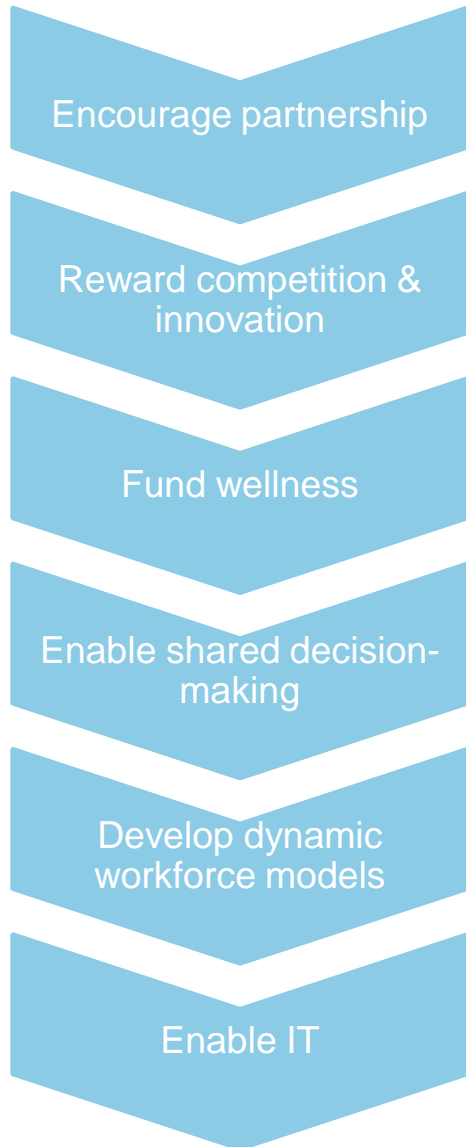 Encourage partnership
Reward competition &
innovation
Fund wellness
Enable shared decision-
making
Develop dynamic
workforce models
Enable IT